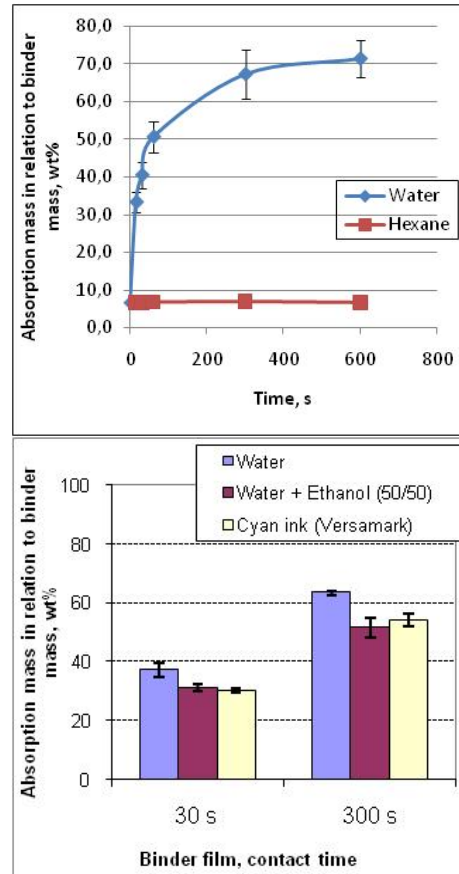 80,0
70,0
60,0
50,0
40,0
30,0
20,0
10,0
0,0
0
200
400
600
800
Absorption mass in relation to binder
mass, wt%
Time, s
Water
Hexane
Water
Water + Ethanol (50/50)
Cyan ink (Versamark)
100
80
60
40
20
0
Absorption mass in relation to binder
mass, wt%
30 s
300 s
Binder film, contact time